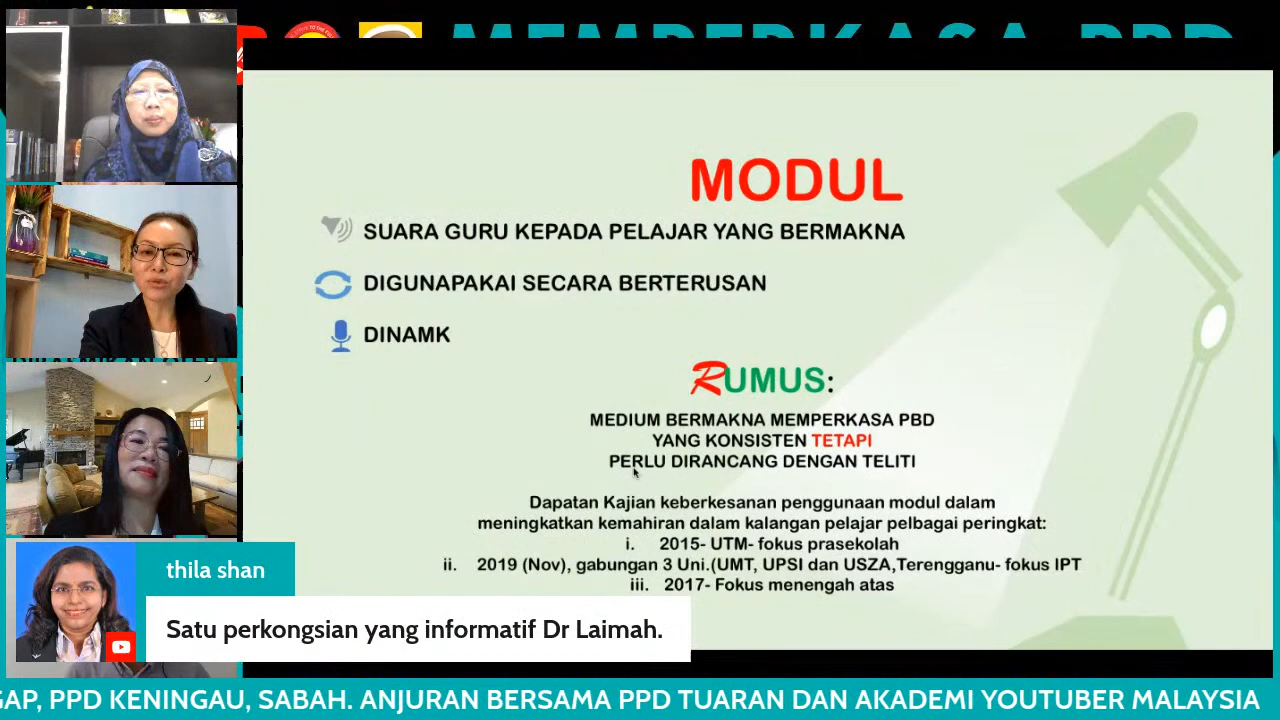 MEMPERKASA PBD
MODUL
SUARA GURU KEPADA PELAJAR YANG BERMAKNA
DIGUNAPAKAI SECARA BERTERUSAN
DINAMK
RUMUS:
MEDIUM BERMAKNA MEMPERKASA PBD
YANG KONSISTEN TETAPI
PERLU DIRANCANG DENGAN TELITI
Dapatan Kajian keberkesanan penggunaan modul dalam
meningkatkan kemahiran dalam kalangan pelajar pelbagai peringkat:
i. 2015- UTM- fokus prasekolah
ii. 2019 (Nov), gabungan 3 Uni.(UMT, UPSI dan USZA,Terengganu- fokus IPT
iii. 2017- Fokus menengah atas
thila shan
Satu perkongsian yang informatif Dr Laimah.
GAP, PPD KENINGAU, SABAH. ANJURAN BERSAMA PPD TUARAN DAN AKADEMI YOUTUBER MALAYSIA